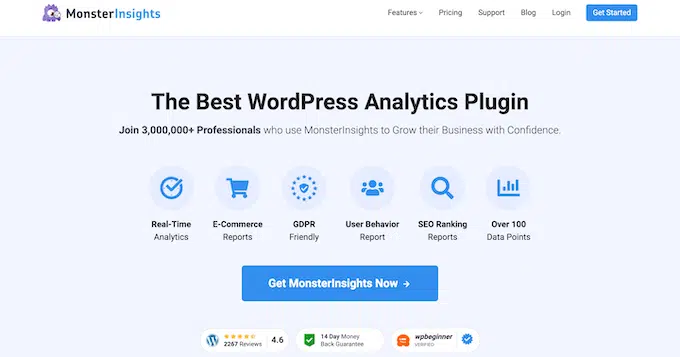 MonsterInsights
Features
Pricing
Support
Blog
Login
Get Started
The Best WordPress Analytics Plugin
Join 3,000,000+ Professionals who use MonsterInsights to Grow their Business with Confidence.
Real-Time
Analytics
E-Commerce
Reports
GDPR
Friendly
User Behavior
Report
SEO Ranking
Reports
Over 100
Data Points
Get MonsterInsights Now →
2267 Reviews
4.6
14 Day Money
Back Guarantee
wpbeginner
VERIFIED